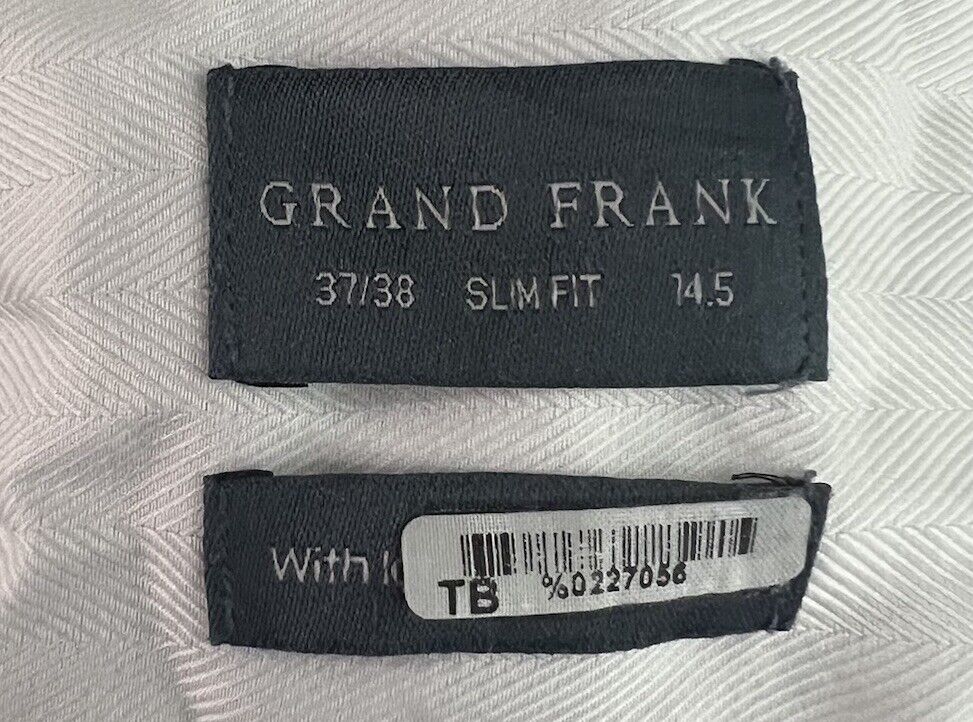 GRAND FRANK
37/38 SLIM FIT 14.5
With
TB %0227056